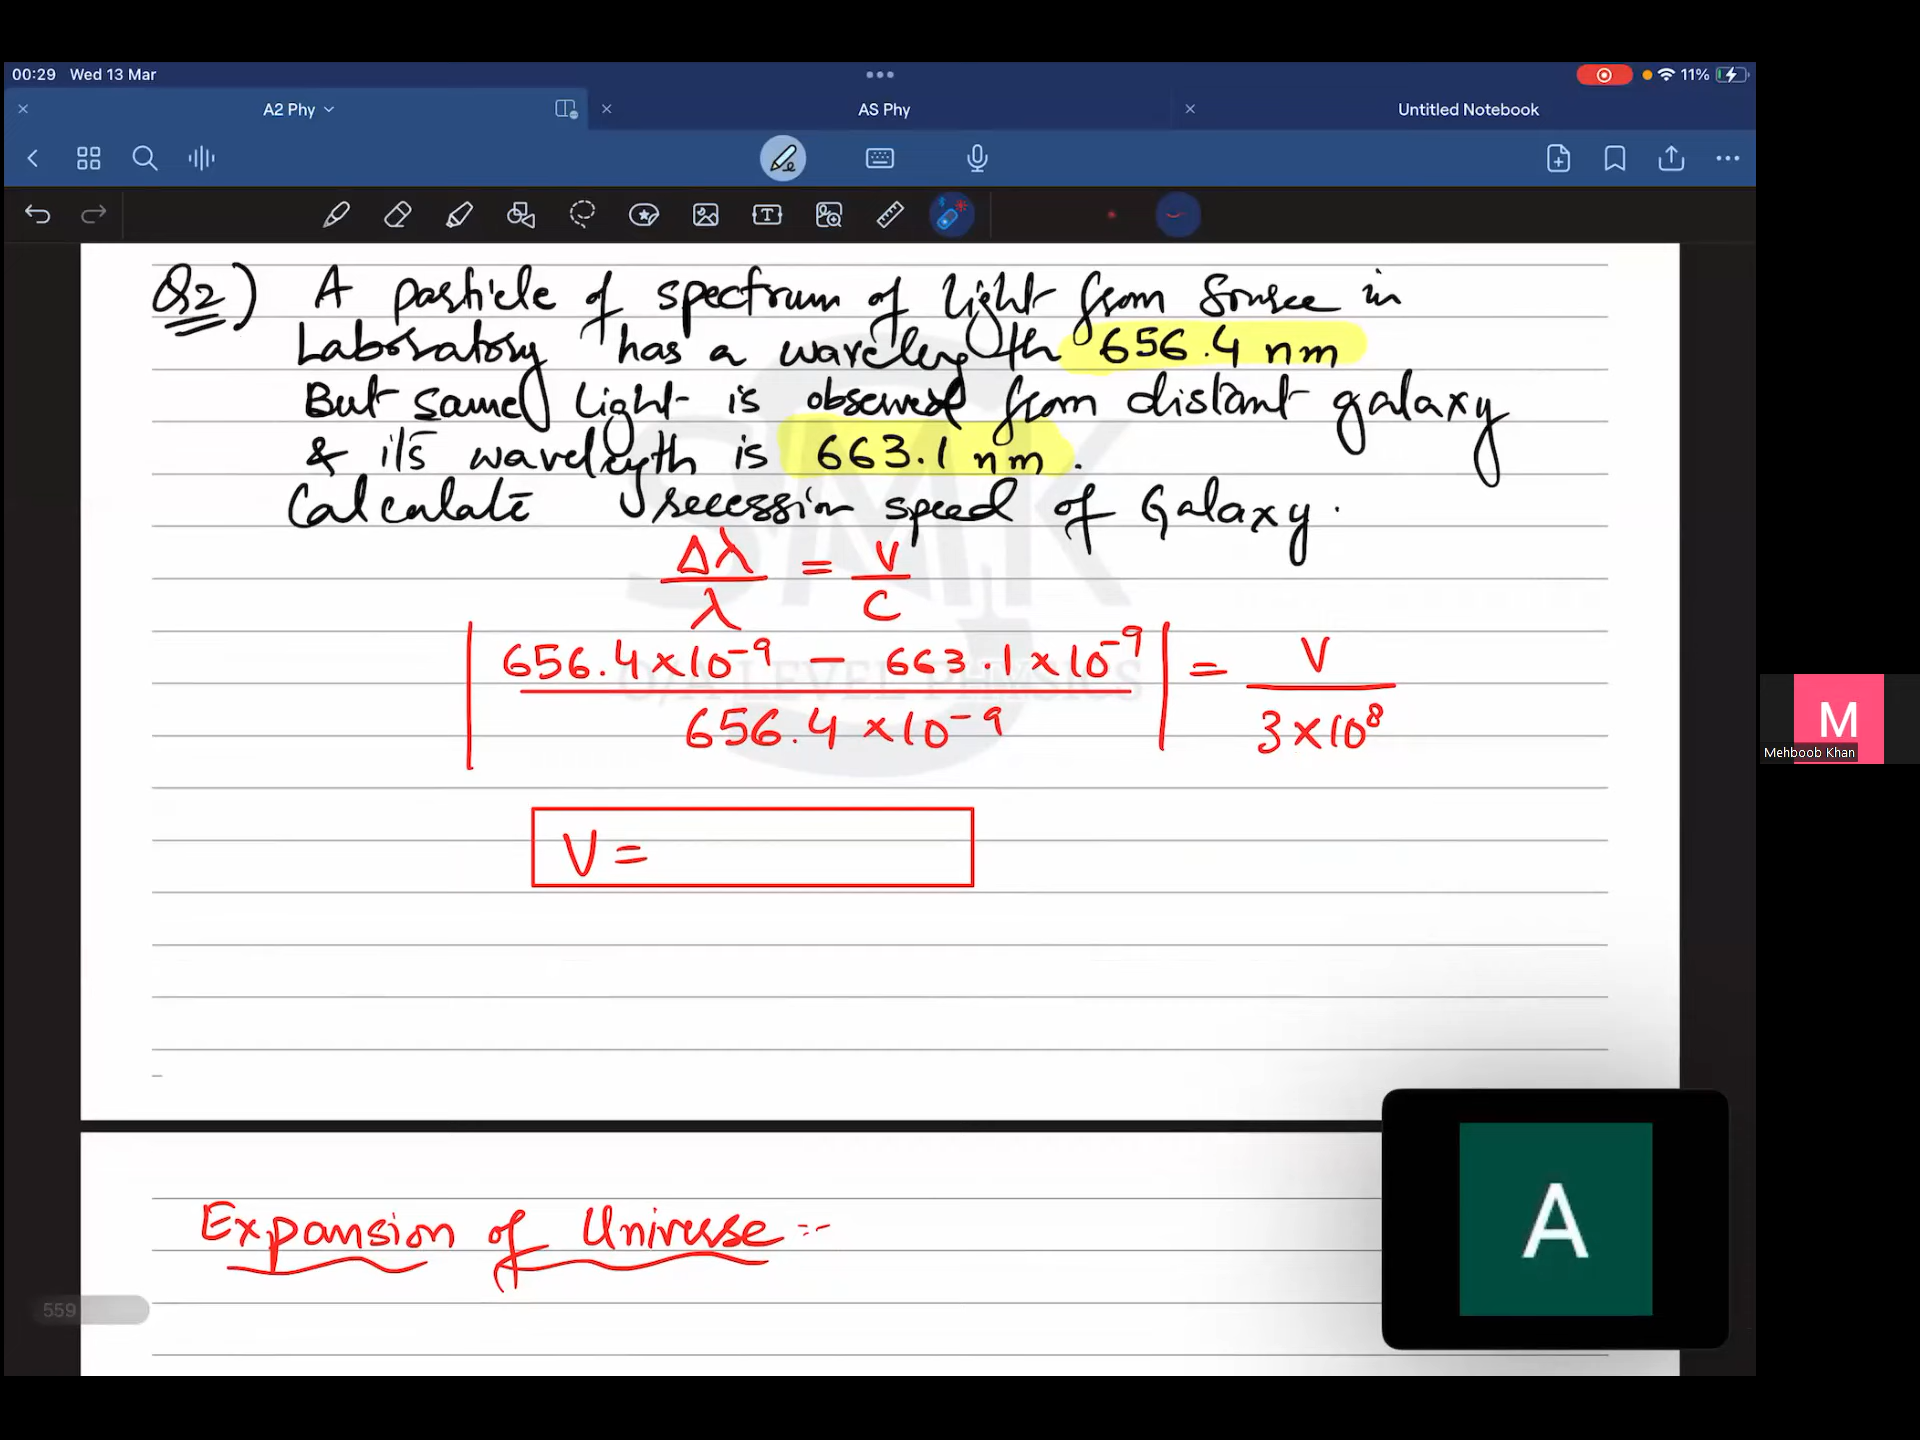 00:29 Wed 13 Mar
11%
A2 Phy
AS Phy
Untitled Notebook
Q2) A particle of spectrum of light from source in
Laboratory has a wavelength 656.4 nm
But same light is observed from distant galaxy
& it's wavelength is 663.1 nm.
Calculate recession speed of Galaxy.
Δλ/λ = V/C
| (656.4×10⁻⁹ − 663.1×10⁻⁹) / 656.4×10⁻⁹ | = V / 3×10⁸
V =
SMK
O/A LEVEL PHYSICS
M
Mehboob Khan
Expansion of Universe :-
A
559